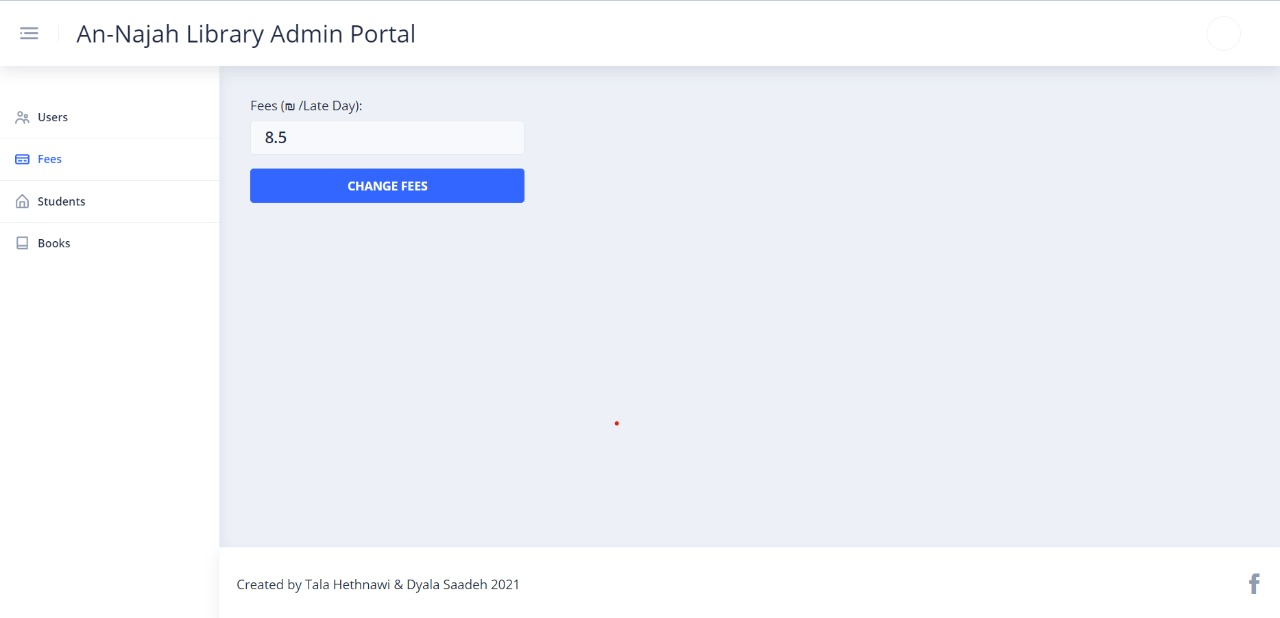 An-Najah Library Admin Portal
Users
Fees
Students
Books
Fees (₪ /Late Day):
8.5
CHANGE FEES
Created by Tala Hethnawi & Dyala Saadeh 2021